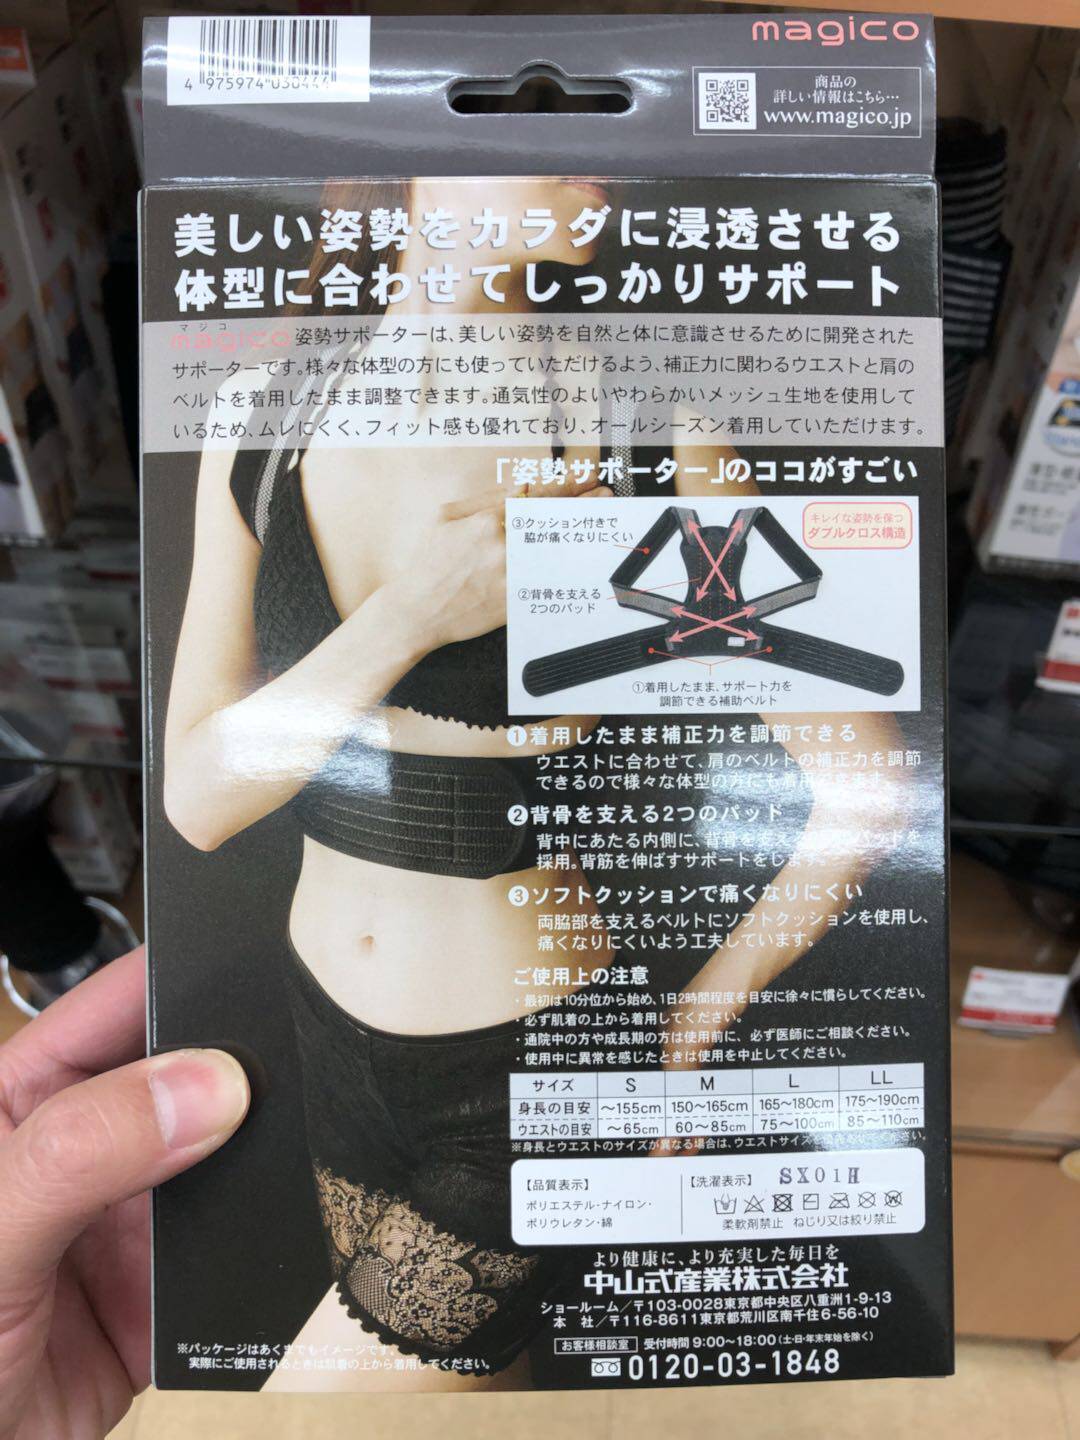 magico
4 975974 030444
商品の
詳しい情報はこちら…
www.magico.jp
美しい姿勢をカラダに浸透させる
体型に合わせてしっかりサポート
マジコ
magico姿勢サポーターは、美しい姿勢を自然と体に意識させるために開発された
サポーターです。様々な体型の方にも使っていただけるよう、補正力に関わるウエストと肩の
ベルトを着用したまま調整できます。通気性のよいやわらかいメッシュ生地を使用して
いるため、ムレにくく、フィット感も優れており、オールシーズン着用していただけます。
「姿勢サポーター」のココがすごい
③クッション付きで
脇が痛くなりにくい
キレイな姿勢を保つ
ダブルクロス構造
②背骨を支える
2つのパッド
①着用したまま、サポート力を
調節できる補助ベルト
❶着用したまま補正力を調節できる
ウエストに合わせて、肩のベルトの補正力を調節
できるので様々な体型の方にも着用できます。
❷背骨を支える2つのパッド
背中にあたる内側に、背骨を支える パッドを
採用。背筋を伸ばすサポートをします。
❸ソフトクッションで痛くなりにくい
両脇部を支えるベルトにソフトクッションを使用し、
痛くなりにくいよう工夫しています。
ご使用上の注意
・最初は10分位から始め、1日2時間程度を目安に徐々に慣らしてください。
・必ず肌着の上から着用してください。
・通院中の方や成長期の方は使用前に、必ず医師にご相談ください。
・使用中に異常を感じたときは使用を中止してください。
サイズ S M L LL
身長の目安 ～155cm 150～165cm 165～180cm 175～190cm
ウエストの目安 ～65cm 60～85cm 75～100cm 85～110cm
※身長とウエストのサイズが異なる場合は、ウエストサイズを ください。
【品質表示】
ポリエステル・ナイロン・
ポリウレタン・綿
【洗濯表示】 SX01H
柔軟剤禁止 ねじり又は絞り禁止
より健康に、より充実した毎日を
中山式産業株式会社
ショールーム／〒103-0028東京都中央区八重洲1-9-13
本 社／〒116-8611東京都荒川区南千住6-56-10
お客様相談室 受付時間 9:00～18:00（土・日・年末年始を除く）
0120-03-1848
※パッケージはあくまでもイメージです。
実際にご使用されるときは肌着の上から着用してください。